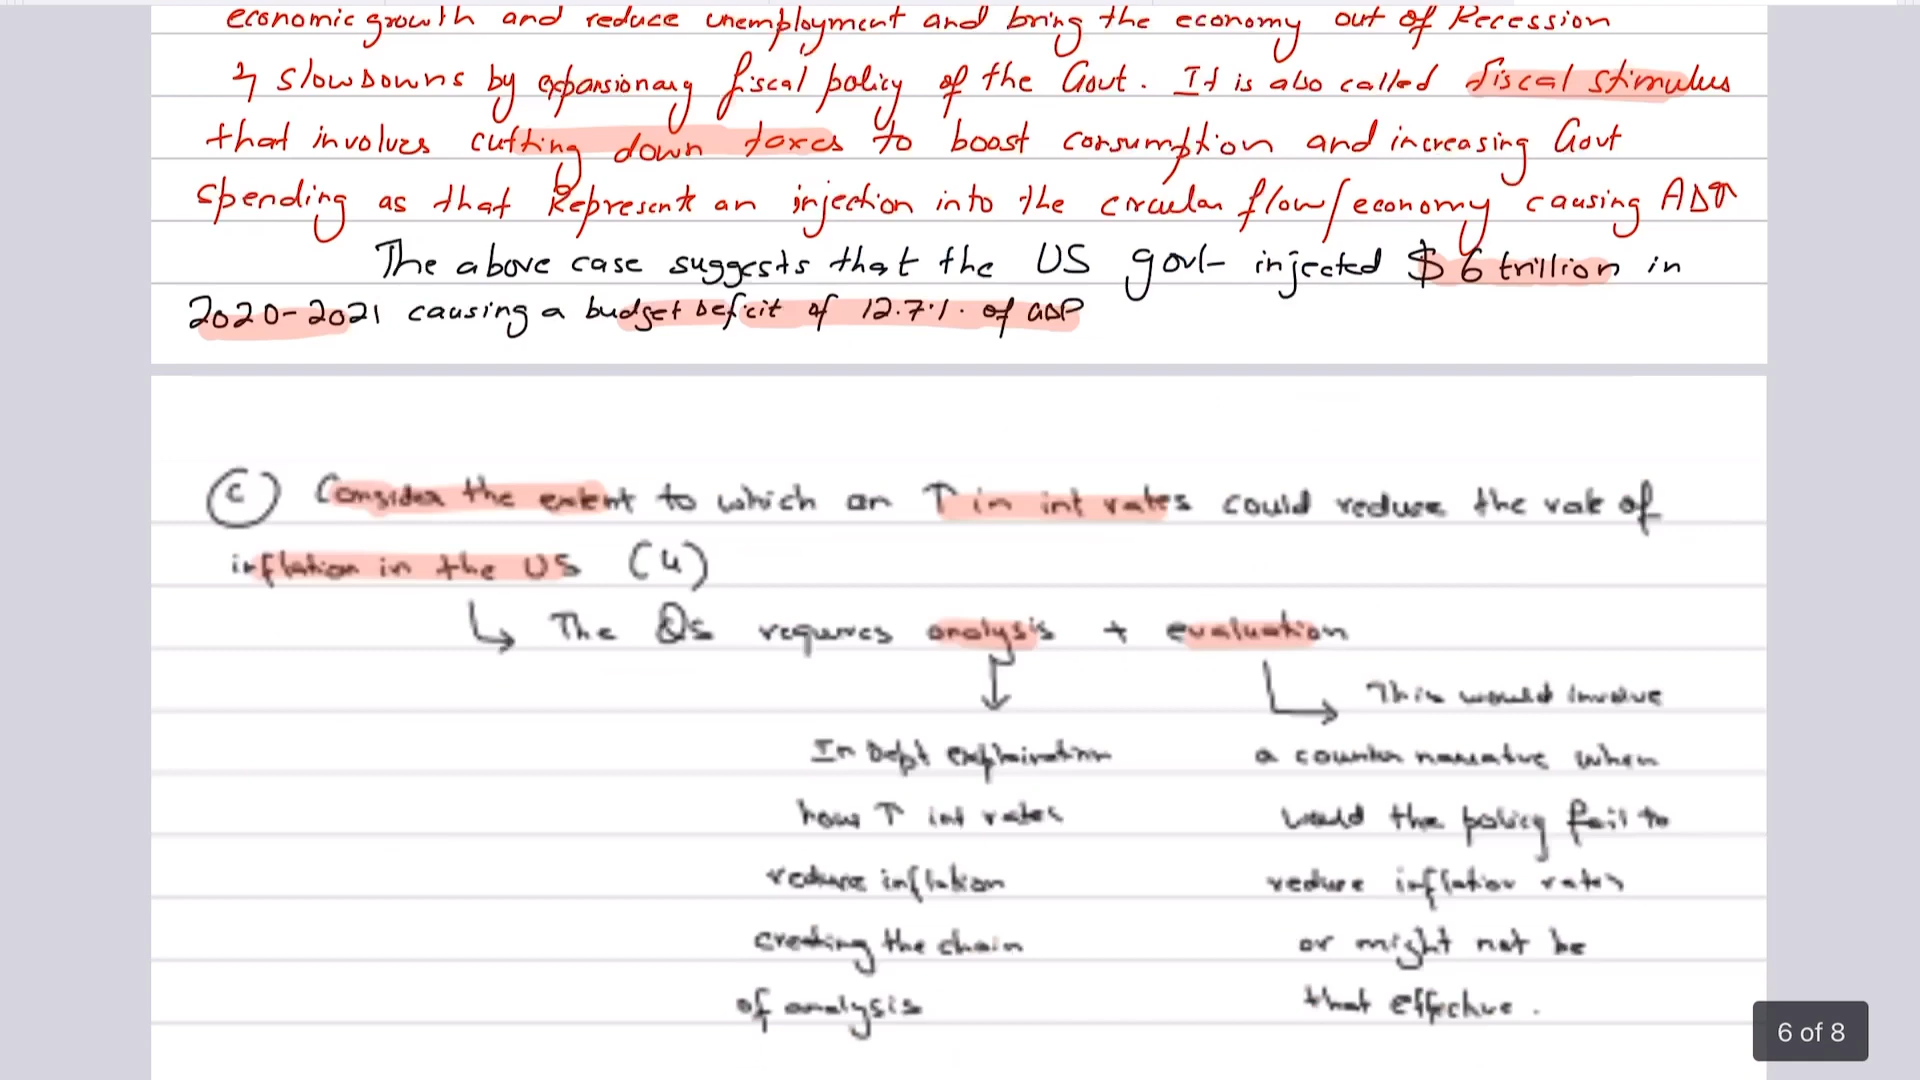 economic growth and reduce unemployment and bring the economy out of Recession
slowdowns by expansionary fiscal policy of the Govt. It is also called fiscal stimulus
that involves cutting down taxes to boost consumption and increasing Govt
spending as that Represents an injection into the circular flow/economy causing AD↑
The above case suggests that the US govt injected $6 trillion in
2020-2021 causing a budget deficit of 12.7%. of GDP
(c) Consider the extent to which an ↑ in int rates could reduce the rate of
inflation in the US (4)
↳ The Qs requires analysis + evaluation
↓
↳ This would involve
In Dept explaination
a counter narrative when
how ↑ int rates
would the policy fail to
reduce inflation
reduce inflation rates
creating the chain
or might not be
of analysis
that effective.
6 of 8